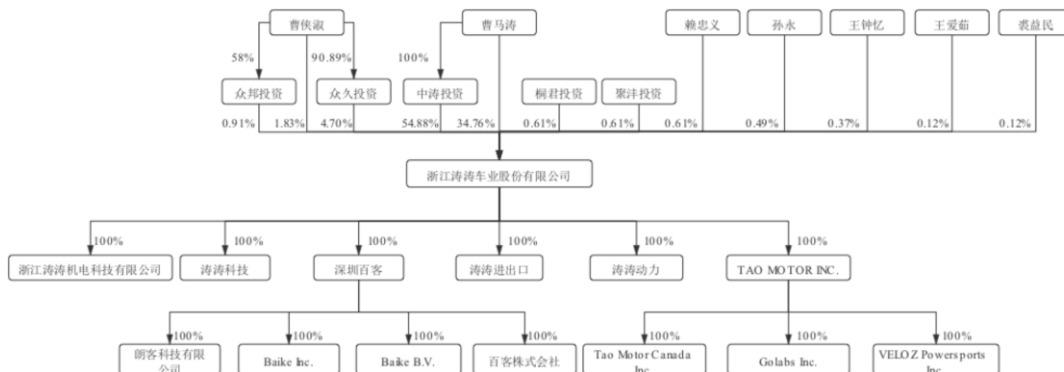 曹侠淑
曹马涛
赖忠义
孙永
王钟忆
王爱茹
裘益民
58%
90.89%
100%
众邦投资
众久投资
中涛投资
桐君投资
聚沣投资
0.91%
1.83%
4.70%
54.88%
34.76%
0.61%
0.61%
0.61%
0.49%
0.37%
0.12%
0.12%
浙江涛涛车业股份有限公司
100%
100%
100%
100%
100%
100%
浙江涛涛机电科技有限公司
涛涛科技
深圳百客
涛涛进出口
涛涛动力
TAO MOTOR INC.
100%
100%
100%
100%
100%
100%
100%
朗客科技有限
公司
Baike Inc.
Baike B.V.
百客株式会社
Tao Motor Canada
Inc.
Golabs Inc.
VELOZ Powersports
Inc.